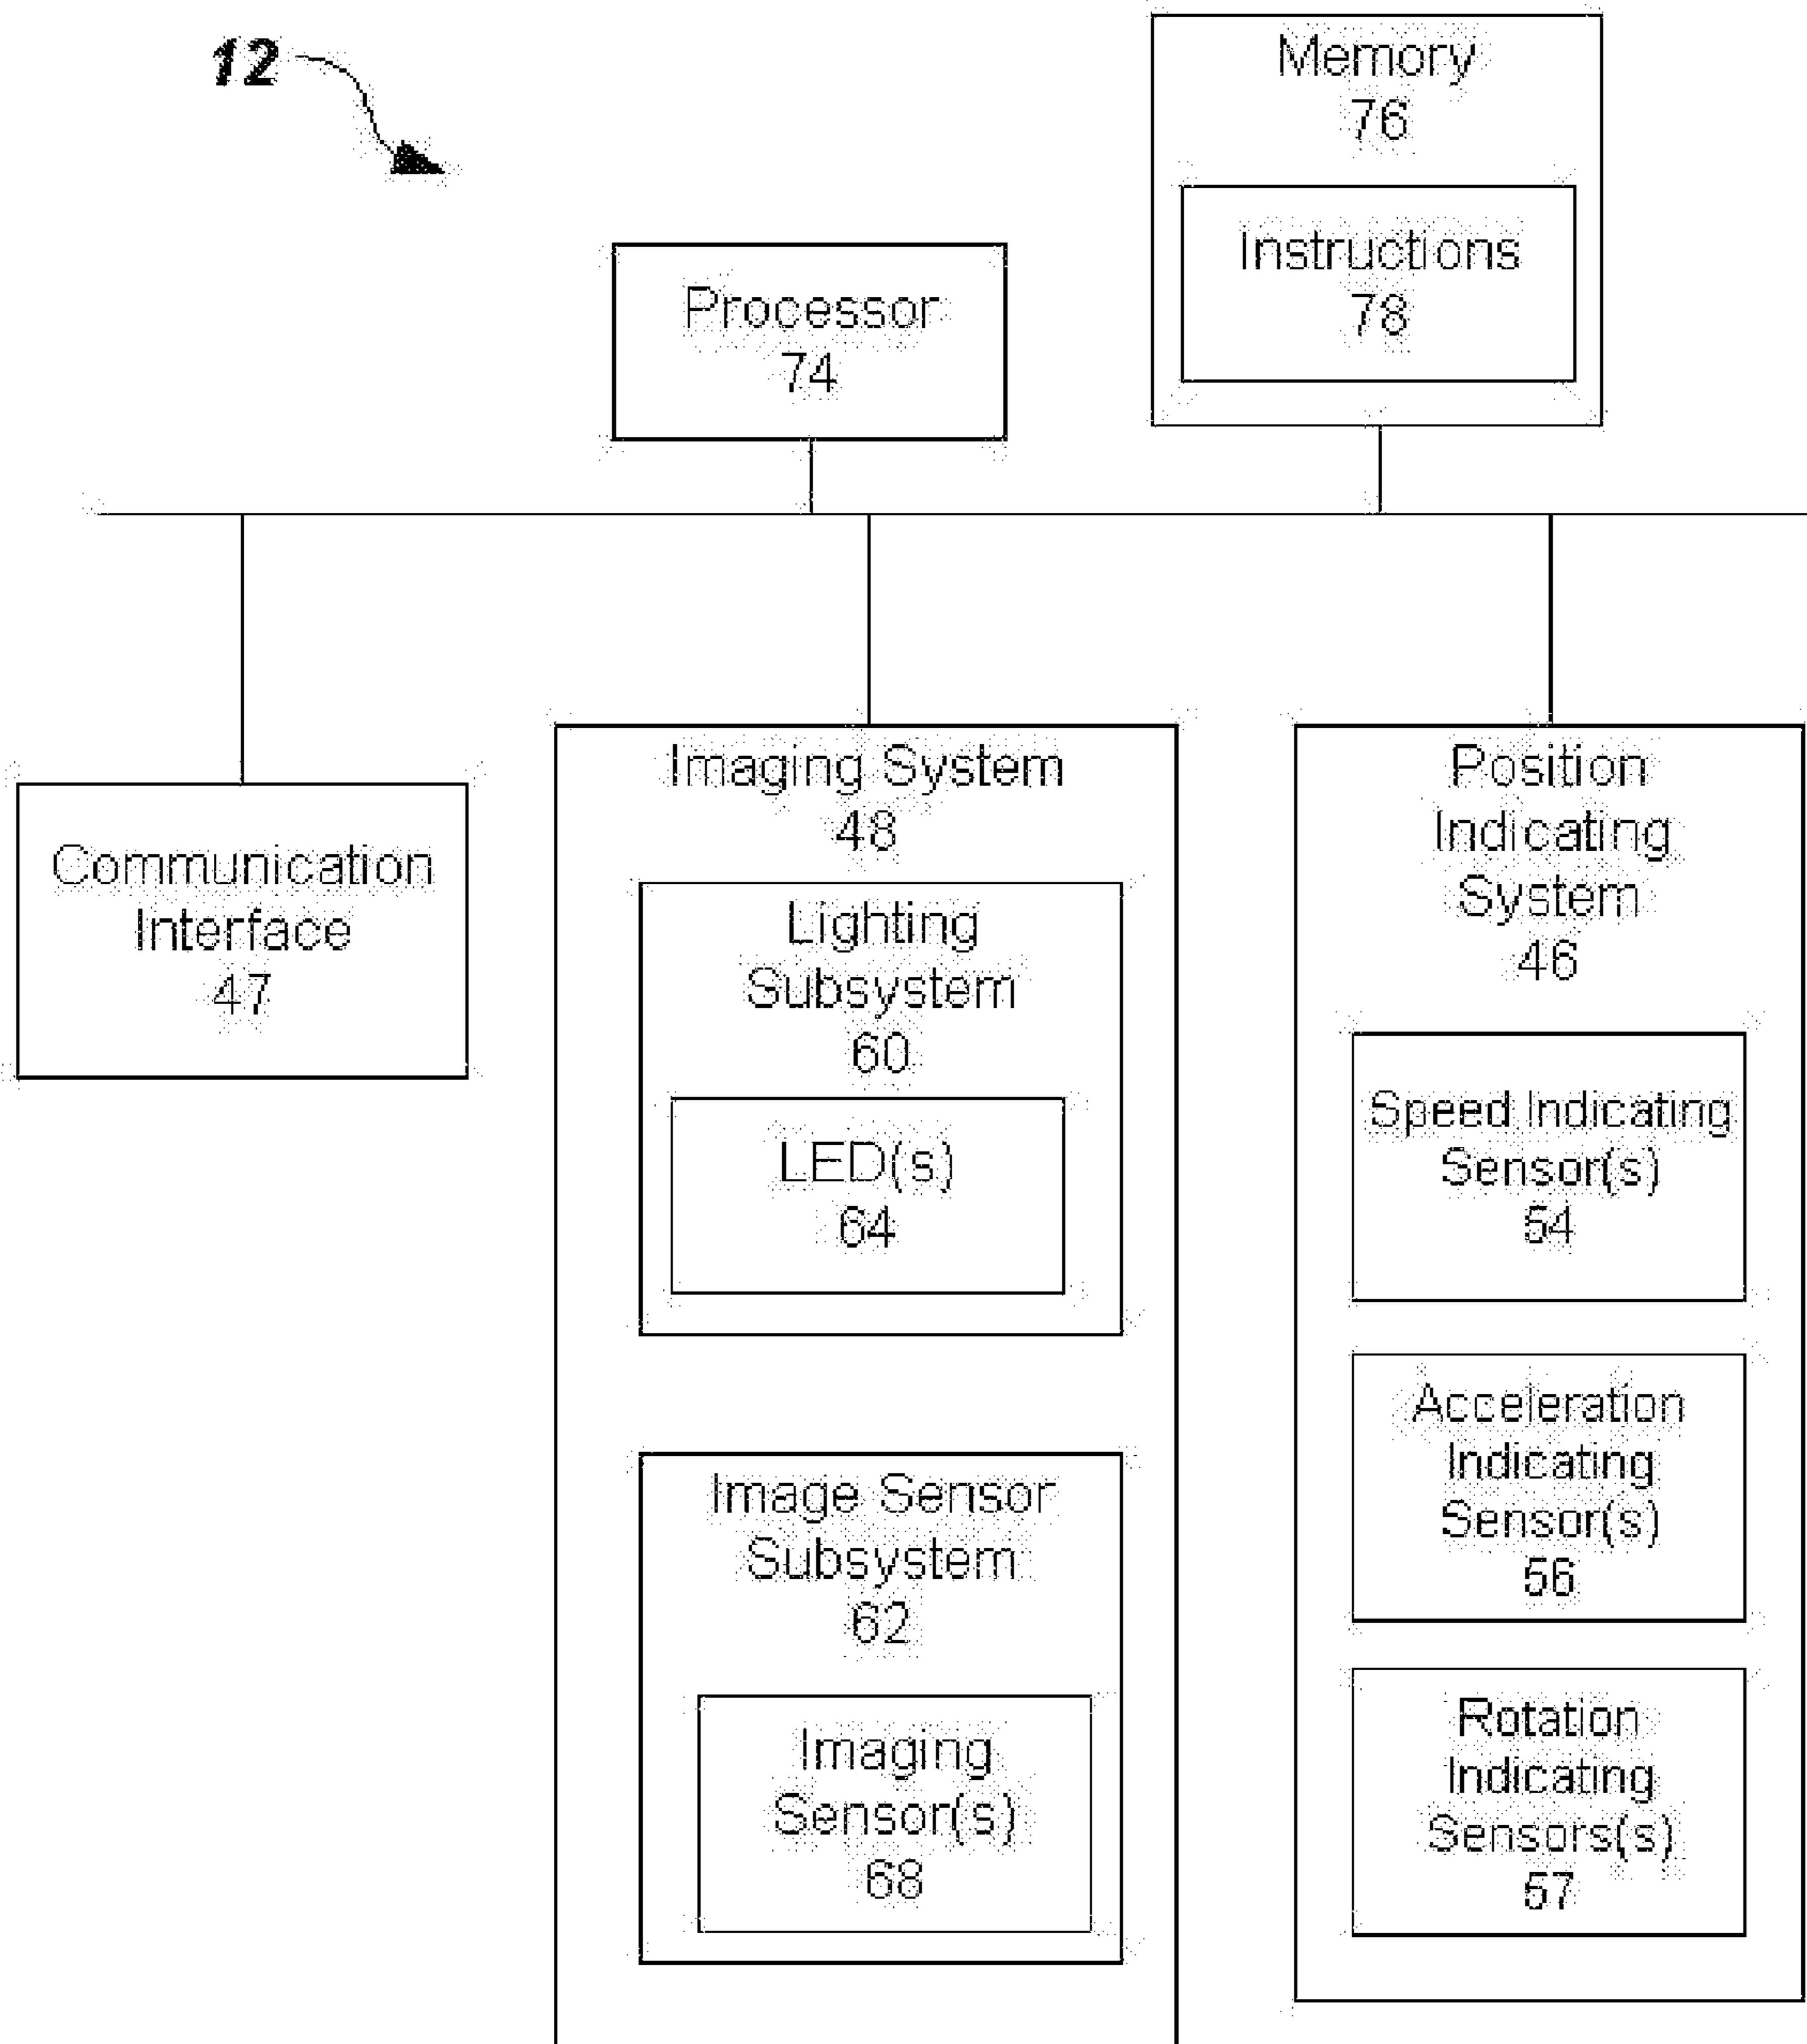 12
Memory
76
Instructions
78
Processor
74
Communication
Interface
47
Imaging System
48
Lighting
Subsystem
60
LED(s)
64
Image Sensor
Subsystem
62
Imaging
Sensor(s)
68
Position
Indicating
System
46
Speed Indicating
Sensor(s)
54
Acceleration
Indicating
Sensor(s)
56
Rotation
Indicating
Sensors(s)
57